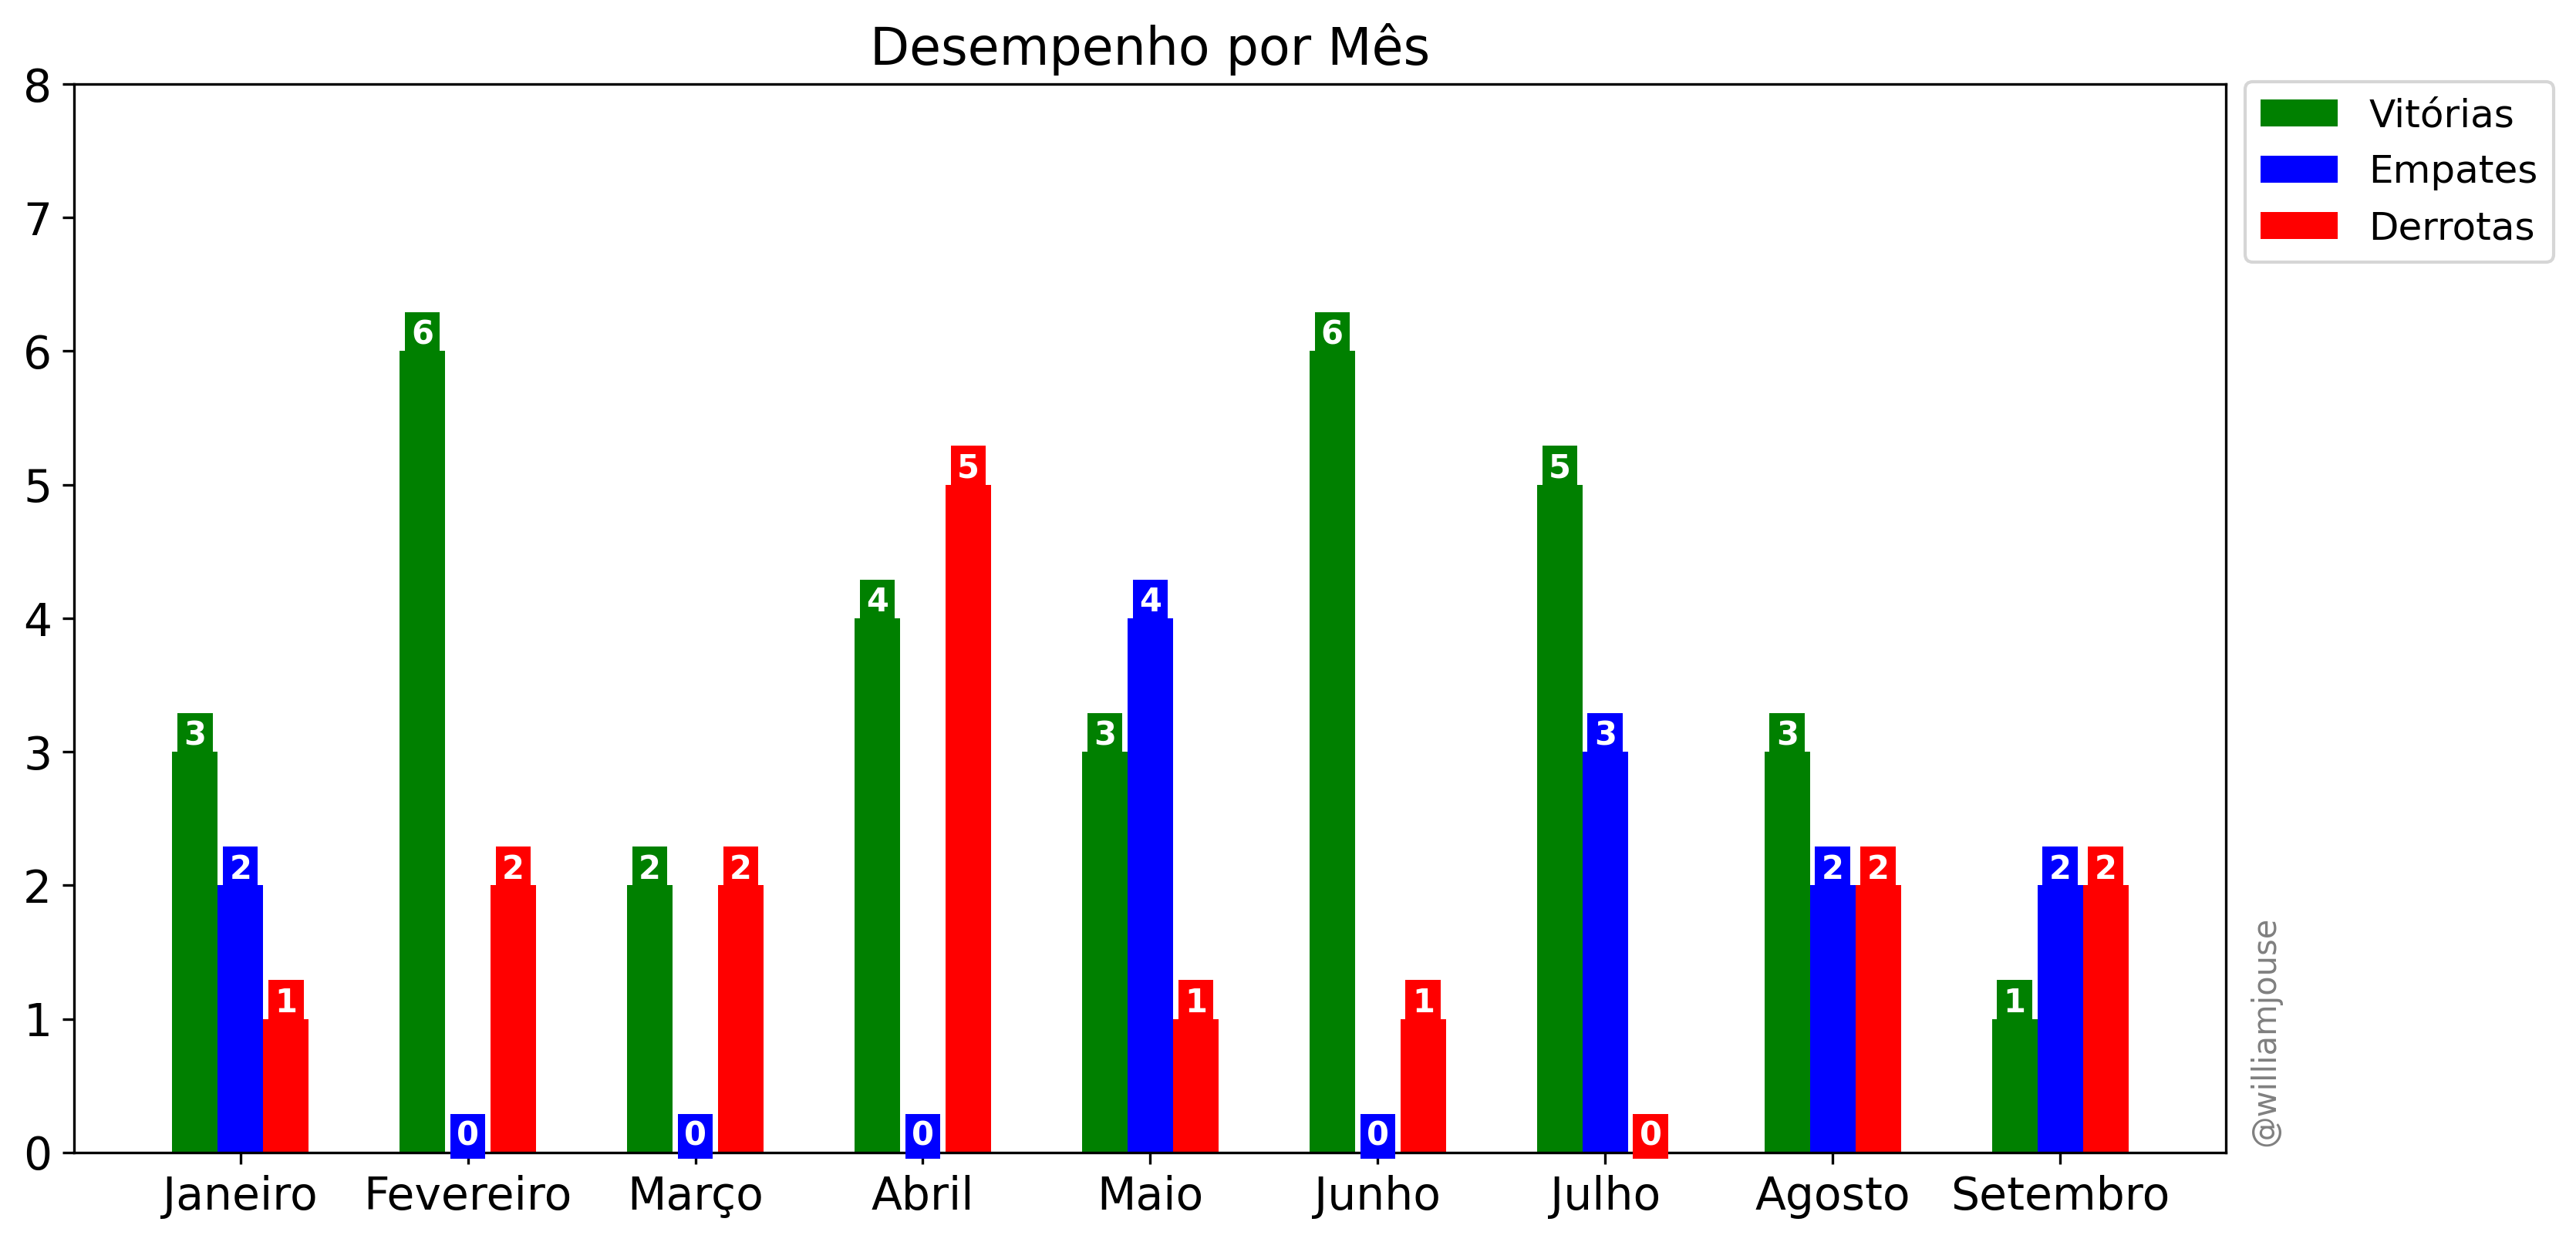 Desempenho por Mês
8
7
6
5
4
3
2
1
0
3 2 1
6 0 2
2 0 2
4 0 5
3 4 1
6 0 1
5 3 0
3 2 2
1 2 2
Janeiro Fevereiro Março Abril Maio Junho Julho Agosto Setembro
Vitórias
Empates
Derrotas
@williamjouse